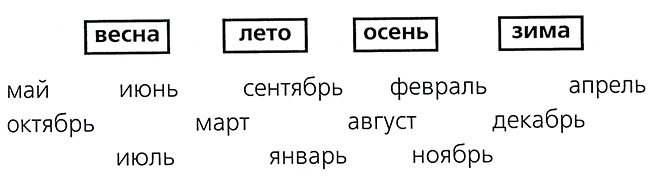 весна лето осень зима
май июнь сентябрь февраль апрель
октябрь март август декабрь
июль январь ноябрь